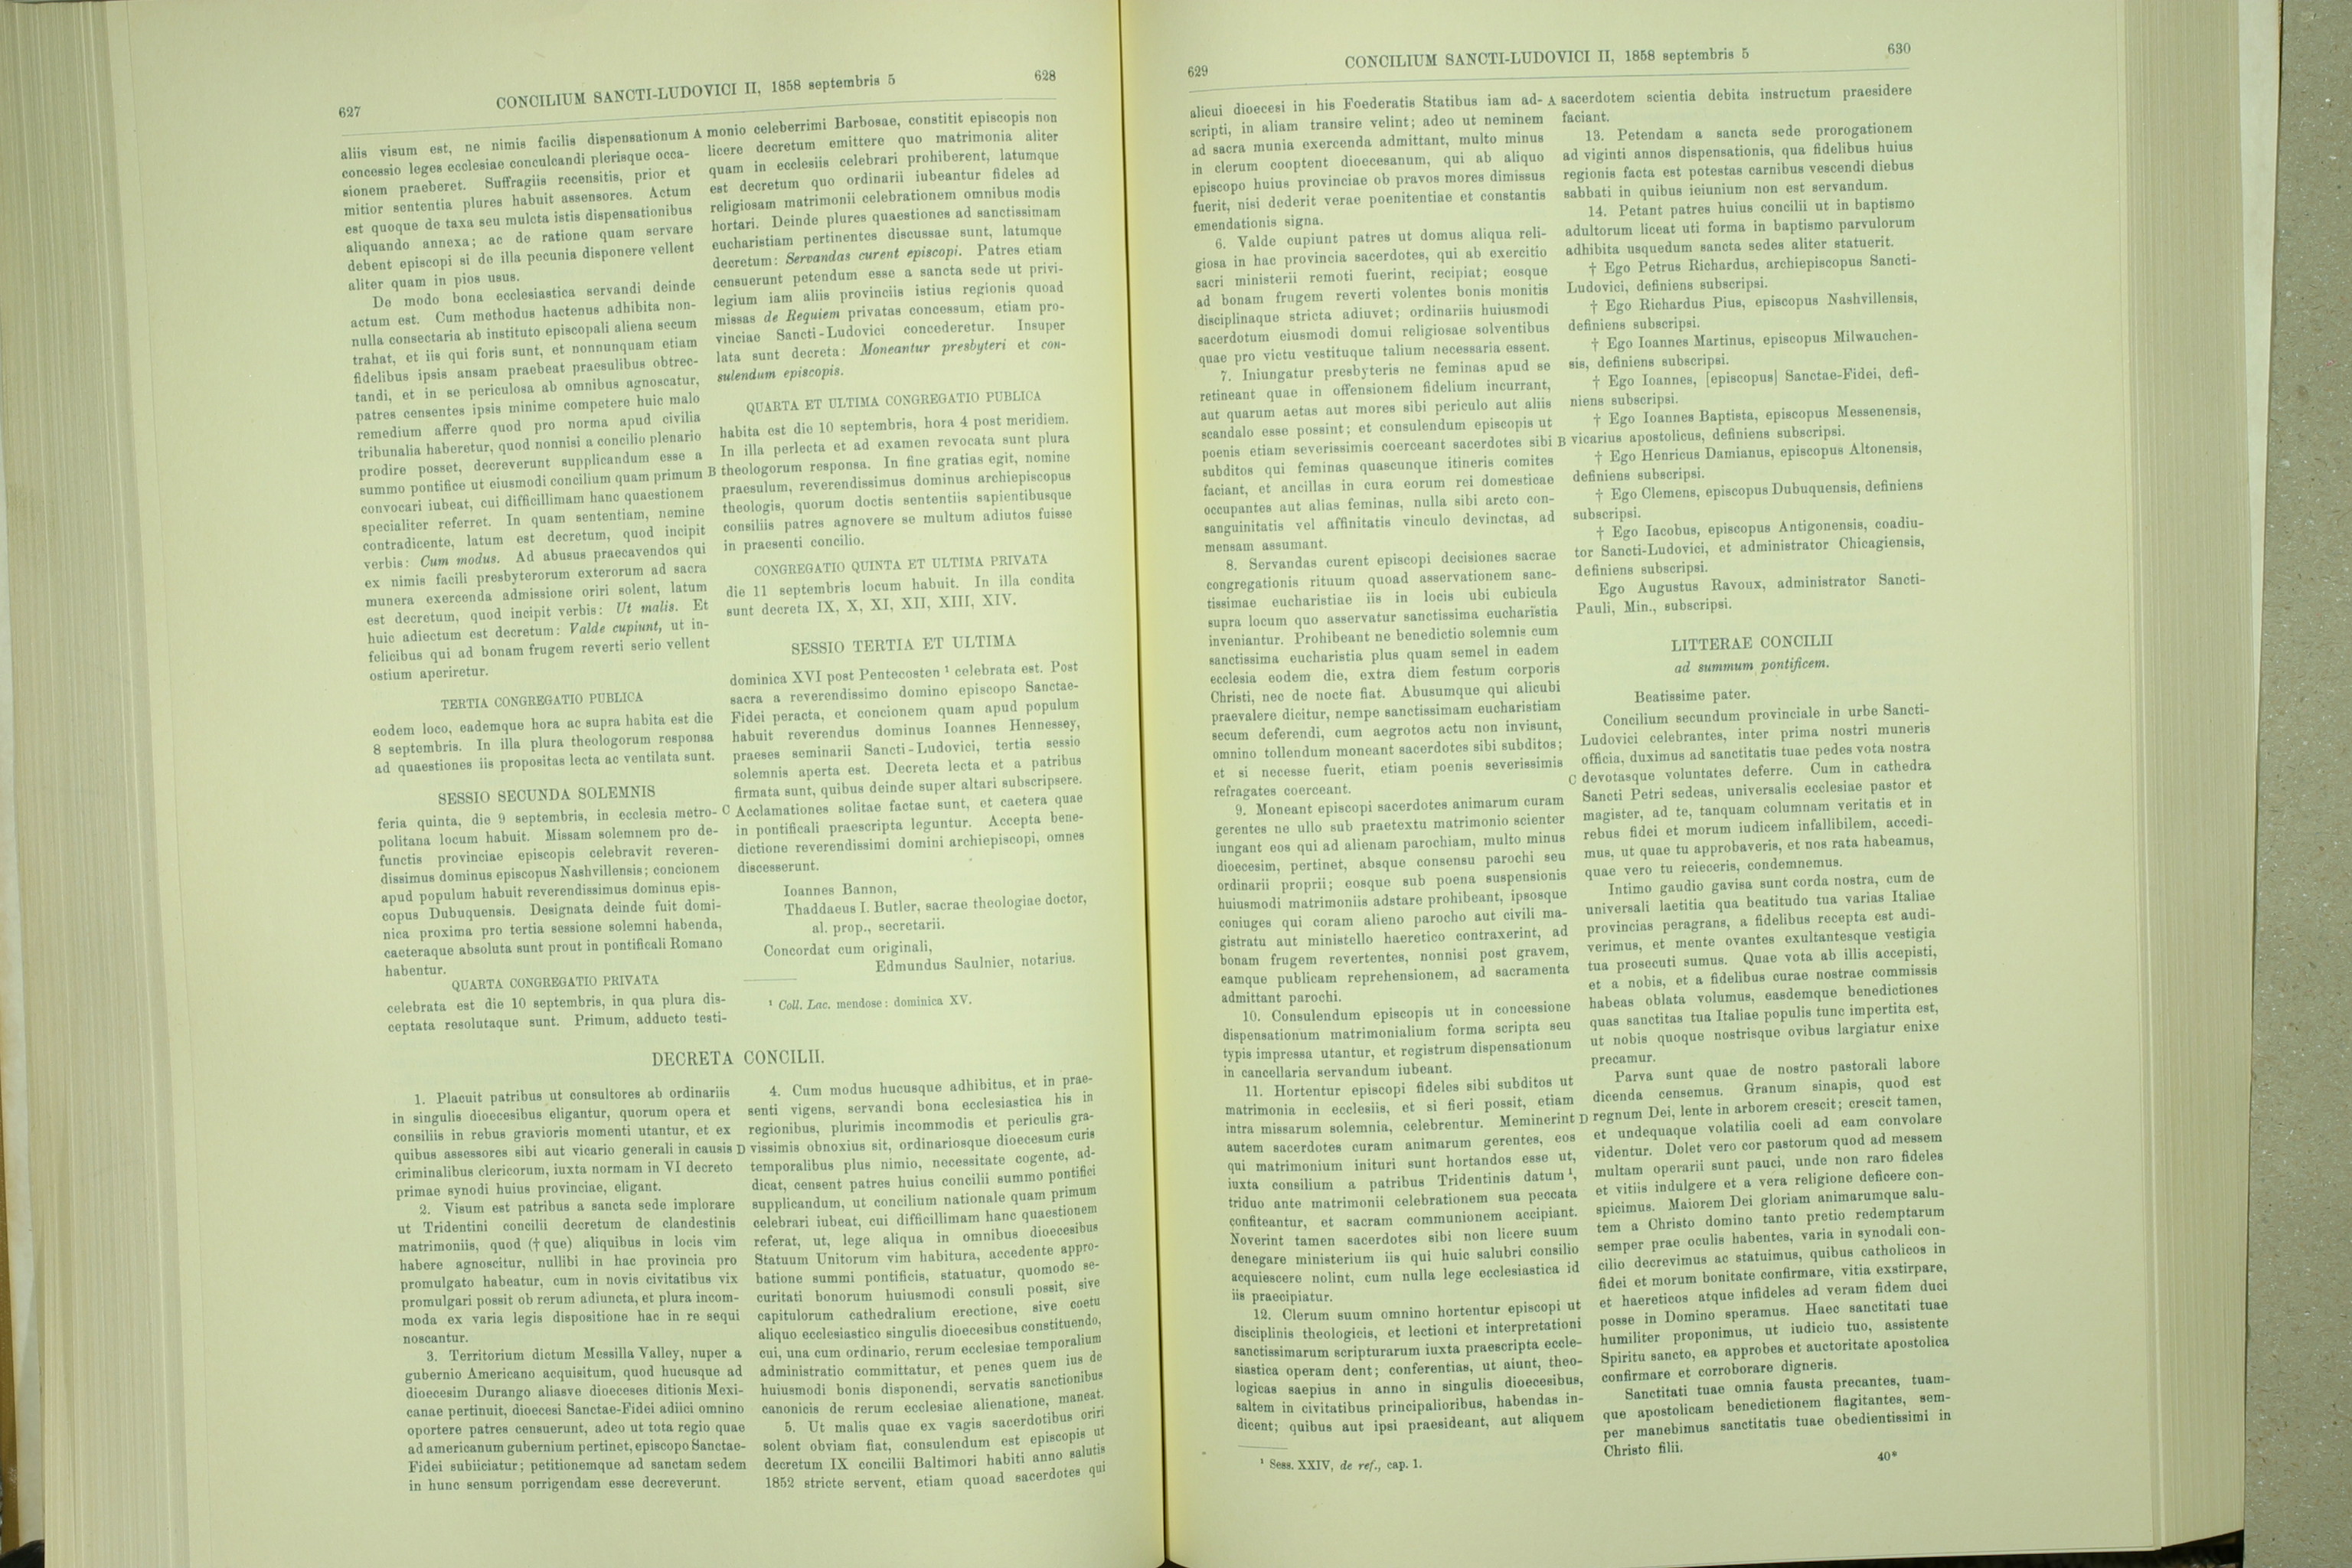 627
CONCILIUM SANCTI-LUDOVICI II, 1858 septembris 5
628
aliis visum est, ne nimis facilis dispensationum
concessio leges ecclesiae conculcandi plerisque occa-
sionem praeberet. Suffragiis recensitis, prior et
mitior sententia plures habuit assensores. Actum
est quoque de taxa seu mulcta istis dispensationibus
aliquando annexa; ac de ratione quam servare
debent episcopi si de illa pecunia disponere vellent
aliter quam in pios usus.
De modo bona ecclesiastica servandi deinde
actum est. Cum methodus hactenus adhibita non-
nulla consectaria ab instituto episcopali aliena secum
trahat, et iis qui foris sunt, et nonnunquam etiam
fidelibus ipsis ansam praebeat praesulibus obtrec-
tandi, et in se periculosa ab omnibus agnoscatur,
patres censentes ipsis minime competere huic malo
remedium afferre quod pro norma apud civilia
tribunalia haberetur, quod nonnisi a concilio plenario
prodire posset, decreverunt supplicandum esse a
summo pontifice ut eiusmodi concilium quam primum
convocari iubeat, cui difficillimam hanc quaestionem
specialiter referret. In quam sententiam, nemine
contradicente, latum est decretum, quod incipit
verbis: Cum modus. Ad abusus praecavendos qui
ex nimis facili presbyterorum exterorum ad sacra
munera exercenda admissione oriri solent, latum
est decretum, quod incipit verbis: Ut malis. Et
huic adiectum est decretum: Valde cupiunt, ut in-
felicibus qui ad bonam frugem reverti serio vellent
ostium aperiretur.
TERTIA CONGREGATIO PUBLICA
eodem loco, eademque hora ac supra habita est die
8 septembris. In illa plura theologorum responsa
ad quaestiones iis propositas lecta ac ventilata sunt.
SESSIO SECUNDA SOLEMNIS
feria quinta, die 9 septembris, in ecclesia metro-
politana locum habuit. Missam solemnem pro de-
functis provinciae episcopis celebravit reveren-
dissimus dominus episcopus Nashvillensis; concionem
apud populum habuit reverendissimus dominus epis-
copus Dubuquensis. Designata deinde fuit domi-
nica proxima pro tertia sessione solemni habenda,
caeteraque absoluta sunt prout in pontificali Romano
habentur.
QUARTA CONGREGATIO PRIVATA
celebrata est die 10 septembris, in qua plura dis-
ceptata resolutaque sunt. Primum, adducto testi-
A monio celeberrimi Barbosae, constitit episcopis non
licere decretum emittere quo matrimonia aliter
quam in ecclesiis celebrari prohiberent, latumque
est decretum quo ordinarii iubeantur fideles ad
religiosam matrimonii celebrationem omnibus modis
hortari. Deinde plures quaestiones ad sanctissimam
eucharistiam pertinentes discussae sunt, latumque
decretum: Servandas curent episcopi. Patres etiam
censuerunt petendum esse a sancta sede ut privi-
legium iam aliis provinciis istius regionis quoad
missas de Requiem privatas concessum, etiam pro-
vinciae Sancti-Ludovici concederetur. Insuper
lata sunt decreta: Moneantur presbyteri et con-
sulendum episcopis.
QUARTA ET ULTIMA CONGREGATIO PUBLICA
habita est die 10 septembris, hora 4 post meridiem.
In illa perlecta et ad examen revocata sunt plura
B theologorum responsa. In fine gratias egit, nomine
praesulum, reverendissimus dominus archiepiscopus
theologis, quorum doctis sententiis sapientibusque
consiliis patres agnovere se multum adiutos fuisse
in praesenti concilio.
CONGREGATIO QUINTA ET ULTIMA PRIVATA
die 11 septembris locum habuit. In illa condita
sunt decreta IX, X, XI, XII, XIII, XIV.
SESSIO TERTIA ET ULTIMA
dominica XVI post Pentecosten ¹ celebrata est. Post
sacra a reverendissimo domino episcopo Sanctae-
Fidei peracta, et concionem quam apud populum
habuit reverendus dominus Ioannes Hennessey,
praeses seminarii Sancti-Ludovici, tertia sessio
solemnis aperta est. Decreta lecta et a patribus
firmata sunt, quibus deinde super altari subscripsere.
C Acclamationes solitae factae sunt, et caetera quae
in pontificali praescripta leguntur. Accepta bene-
dictione reverendissimi domini archiepiscopi, omnes
discesserunt.
Ioannes Bannon,
Thaddaeus I. Butler, sacrae theologiae doctor,
al. prop., secretarii.
Concordat cum originali,
Edmundus Saulnier, notarius.
¹ Coll. Lac. mendose: dominica XV.
DECRETA CONCILII.
1. Placuit patribus ut consultores ab ordinariis
in singulis dioecesibus eligantur, quorum opera et
consiliis in rebus gravioris momenti utantur, et ex
quibus assessores sibi aut vicario generali in causis
criminalibus clericorum, iuxta normam in VI decreto
primae synodi huius provinciae, eligant.
2. Visum est patribus a sancta sede implorare
ut Tridentini concilii decretum de clandestinis
matrimoniis, quod († que) aliquibus in locis vim
habere agnoscitur, nullibi in hac provincia pro
promulgato habeatur, cum in novis civitatibus vix
promulgari possit ob rerum adiuncta, et plura incom-
moda ex varia legis dispositione hac in re sequi
noscantur.
3. Territorium dictum Messilla Valley, nuper a
gubernio Americano acquisitum, quod hucusque ad
dioecesim Durango aliasve dioeceses ditionis Mexi-
canae pertinuit, dioecesi Sanctae-Fidei adiici omnino
oportere patres censuerunt, adeo ut tota regio quae
ad americanum gubernium pertinet, episcopo Sanctae-
Fidei subiiciatur; petitionemque ad sanctam sedem
in hunc sensum porrigendam esse decreverunt.
4. Cum modus hucusque adhibitus, et in prae-
senti vigens, servandi bona ecclesiastica his in
regionibus, plurimis incommodis et periculis gra-
D vissimis obnoxius sit, ordinariosque dioecesum curis
temporalibus plus nimio, necessitate cogente, ad-
dicat, censent patres huius concilii summo pontifici
supplicandum, ut concilium nationale quam primum
celebrari iubeat, cui difficillimam hanc quaestionem
referat, ut, lege aliqua in omnibus dioecesibus
Statuum Unitorum vim habitura, accedente appro-
batione summi pontificis, statuatur, quomodo se-
curitati bonorum huiusmodi consuli possit, sive
capitulorum cathedralium erectione, sive coetu
aliquo ecclesiastico singulis dioecesibus constituendo,
cui, una cum ordinario, rerum ecclesiae temporalium
administratio committatur, et penes quem ius de
huiusmodi bonis disponendi, servatis sanctionibus
canonicis de rerum ecclesiae alienatione, maneat.
5. Ut malis quae ex vagis sacerdotibus oriri
solent obviam fiat, consulendum est episcopis ut
decretum IX concilii Baltimori habiti anno salutis
1852 stricte servent, etiam quoad sacerdotes qui
629
CONCILIUM SANCTI-LUDOVICI II, 1858 septembris 5
630
alicui dioecesi in his Foederatis Statibus iam ad-
scripti, in aliam transire velint; adeo ut neminem
ad sacra munia exercenda admittant, multo minus
in clerum cooptent dioecesanum, qui ab aliquo
episcopo huius provinciae ob pravos mores dimissus
fuerit, nisi dederit verae poenitentiae et constantis
emendationis signa.
6. Valde cupiunt patres ut domus aliqua reli-
giosa in hac provincia sacerdotes, qui ab exercitio
sacri ministerii remoti fuerint, recipiat; eosque
ad bonam frugem reverti volentes bonis monitis
disciplinaque stricta adiuvet; ordinariis huiusmodi
sacerdotum eiusmodi domui religiosae solventibus
quae pro victu vestituque talium necessaria essent.
7. Iniungatur presbyteris ne feminas apud se
retineant quae in offensionem fidelium incurrant,
aut quarum aetas aut mores sibi periculo aut aliis
scandalo esse possint; et consulendum episcopis ut
poenis etiam severissimis coerceant sacerdotes sibi
subditos qui feminas quascunque itineris comites
faciant, et ancillas in cura eorum rei domesticae
occupantes aut alias feminas, nulla sibi arcto con-
sanguinitatis vel affinitatis vinculo devinctas, ad
mensam assumant.
8. Servandas curent episcopi decisiones sacrae
congregationis rituum quoad asservationem sanc-
tissimae eucharistiae iis in locis ubi cubicula
supra locum quo asservatur sanctissima eucharistia
inveniantur. Prohibeant ne benedictio solemnis cum
sanctissima eucharistia plus quam semel in eadem
ecclesia eodem die, extra diem festum corporis
Christi, nec de nocte fiat. Abusumque qui alicubi
praevalere dicitur, nempe sanctissimam eucharistiam
secum deferendi, cum aegrotos actu non invisunt,
omnino tollendum moneant sacerdotes sibi subditos;
et si necesse fuerit, etiam poenis severissimis
refragates coerceant.
9. Moneant episcopi sacerdotes animarum curam
gerentes ne ullo sub praetextu matrimonio scienter
iungant eos qui ad alienam parochiam, multo minus
dioecesim, pertinet, absque consensu parochi seu
ordinarii proprii; eosque sub poena suspensionis
huiusmodi matrimoniis adstare prohibeant, ipsosque
coniuges qui coram alieno parocho aut civili ma-
gistratu aut ministello haeretico contraxerint, ad
bonam frugem revertentes, nonnisi post gravem,
eamque publicam reprehensionem, ad sacramenta
admittant parochi.
10. Consulendum episcopis ut in concessione
dispensationum matrimonialium forma scripta seu
typis impressa utantur, et registrum dispensationum
in cancellaria servandum iubeant.
11. Hortentur episcopi fideles sibi subditos ut
matrimonia in ecclesiis, et si fieri possit, etiam
intra missarum solemnia, celebrentur. Meminerint
autem sacerdotes curam animarum gerentes, eos
qui matrimonium inituri sunt hortandos esse ut,
iuxta consilium a patribus Tridentinis datum ¹,
triduo ante matrimonii celebrationem sua peccata
confiteantur, et sacram communionem accipiant.
Noverint tamen sacerdotes sibi non licere suum
denegare ministerium iis qui huic salubri consilio
acquiescere nolint, cum nulla lege ecclesiastica id
iis praecipiatur.
12. Clerum suum omnino hortentur episcopi ut
disciplinis theologicis, et lectioni et interpretationi
sanctissimarum scripturarum iuxta praescripta eccle-
siastica operam dent; conferentias, ut aiunt, theo-
logicas saepius in anno in singulis dioecesibus,
saltem in civitatibus principalioribus, habendas in-
dicent; quibus aut ipsi praesideant, aut aliquem
¹ Sess. XXIV, de ref., cap. 1.
A sacerdotem scientia debita instructum praesidere
faciant.
13. Petendam a sancta sede prorogationem
ad viginti annos dispensationis, qua fidelibus huius
regionis facta est potestas carnibus vescendi diebus
sabbati in quibus ieiunium non est servandum.
14. Petant patres huius concilii ut in baptismo
adultorum liceat uti forma in baptismo parvulorum
adhibita usquedum sancta sedes aliter statuerit.
† Ego Petrus Richardus, archiepiscopus Sancti-
Ludovici, definiens subscripsi.
† Ego Richardus Pius, episcopus Nashvillensis,
definiens subscripsi.
† Ego Ioannes Martinus, episcopus Milwauchen-
sis, definiens subscripsi.
† Ego Ioannes, [episcopus] Sanctae-Fidei, defi-
niens subscripsi.
† Ego Ioannes Baptista, episcopus Messenensis,
B vicarius apostolicus, definiens subscripsi.
† Ego Henricus Damianus, episcopus Altonensis,
definiens subscripsi.
† Ego Clemens, episcopus Dubuquensis, definiens
subscripsi.
† Ego Iacobus, episcopus Antigonensis, coadiu-
tor Sancti-Ludovici, et administrator Chicagiensis,
definiens subscripsi.
Ego Augustus Ravoux, administrator Sancti-
Pauli, Min., subscripsi.
LITTERAE CONCILII
ad summum pontificem.
Beatissime pater.
Concilium secundum provinciale in urbe Sancti-
Ludovici celebrantes, inter prima nostri muneris
officia, duximus ad sanctitatis tuae pedes vota nostra
C devotasque voluntates deferre. Cum in cathedra
Sancti Petri sedeas, universalis ecclesiae pastor et
magister, ad te, tanquam columnam veritatis et in
rebus fidei et morum iudicem infallibilem, accedi-
mus, ut quae tu approbaveris, et nos rata habeamus,
quae vero tu reieceris, condemnemus.
Intimo gaudio gavisa sunt corda nostra, cum de
universali laetitia qua beatitudo tua varias Italiae
provincias peragrans, a fidelibus recepta est audi-
verimus, et mente ovantes exultantesque vestigia
tua prosecuti sumus. Quae vota ab illis accepisti,
et a nobis, et a fidelibus curae nostrae commissis
habeas oblata volumus, easdemque benedictiones
quas sanctitas tua Italiae populis tunc impertita est,
ut nobis quoque nostrisque ovibus largiatur enixe
precamur.
Parva sunt quae de nostro pastorali labore
dicenda censemus. Granum sinapis, quod est
D regnum Dei, lente in arborem crescit; crescit tamen,
et undequaque volatilia coeli ad eam convolare
videntur. Dolet vero cor pastorum quod ad messem
multam operarii sunt pauci, unde non raro fideles
et vitiis indulgere et a vera religione deficere con-
spicimus. Maiorem Dei gloriam animarumque salu-
tem a Christo domino tanto pretio redemptarum
semper prae oculis habentes, varia in synodali con-
cilio decrevimus ac statuimus, quibus catholicos in
fidei et morum bonitate confirmare, vitia exstirpare,
et haereticos atque infideles ad veram fidem duci
posse in Domino speramus. Haec sanctitati tuae
humiliter proponimus, ut iudicio tuo, assistente
Spiritu sancto, ea approbes et auctoritate apostolica
confirmare et corroborare digneris.
Sanctitati tuae omnia fausta precantes, tuam-
que apostolicam benedictionem flagitantes, sem-
per manebimus sanctitatis tuae obedientissimi in
Christo filii.
40*